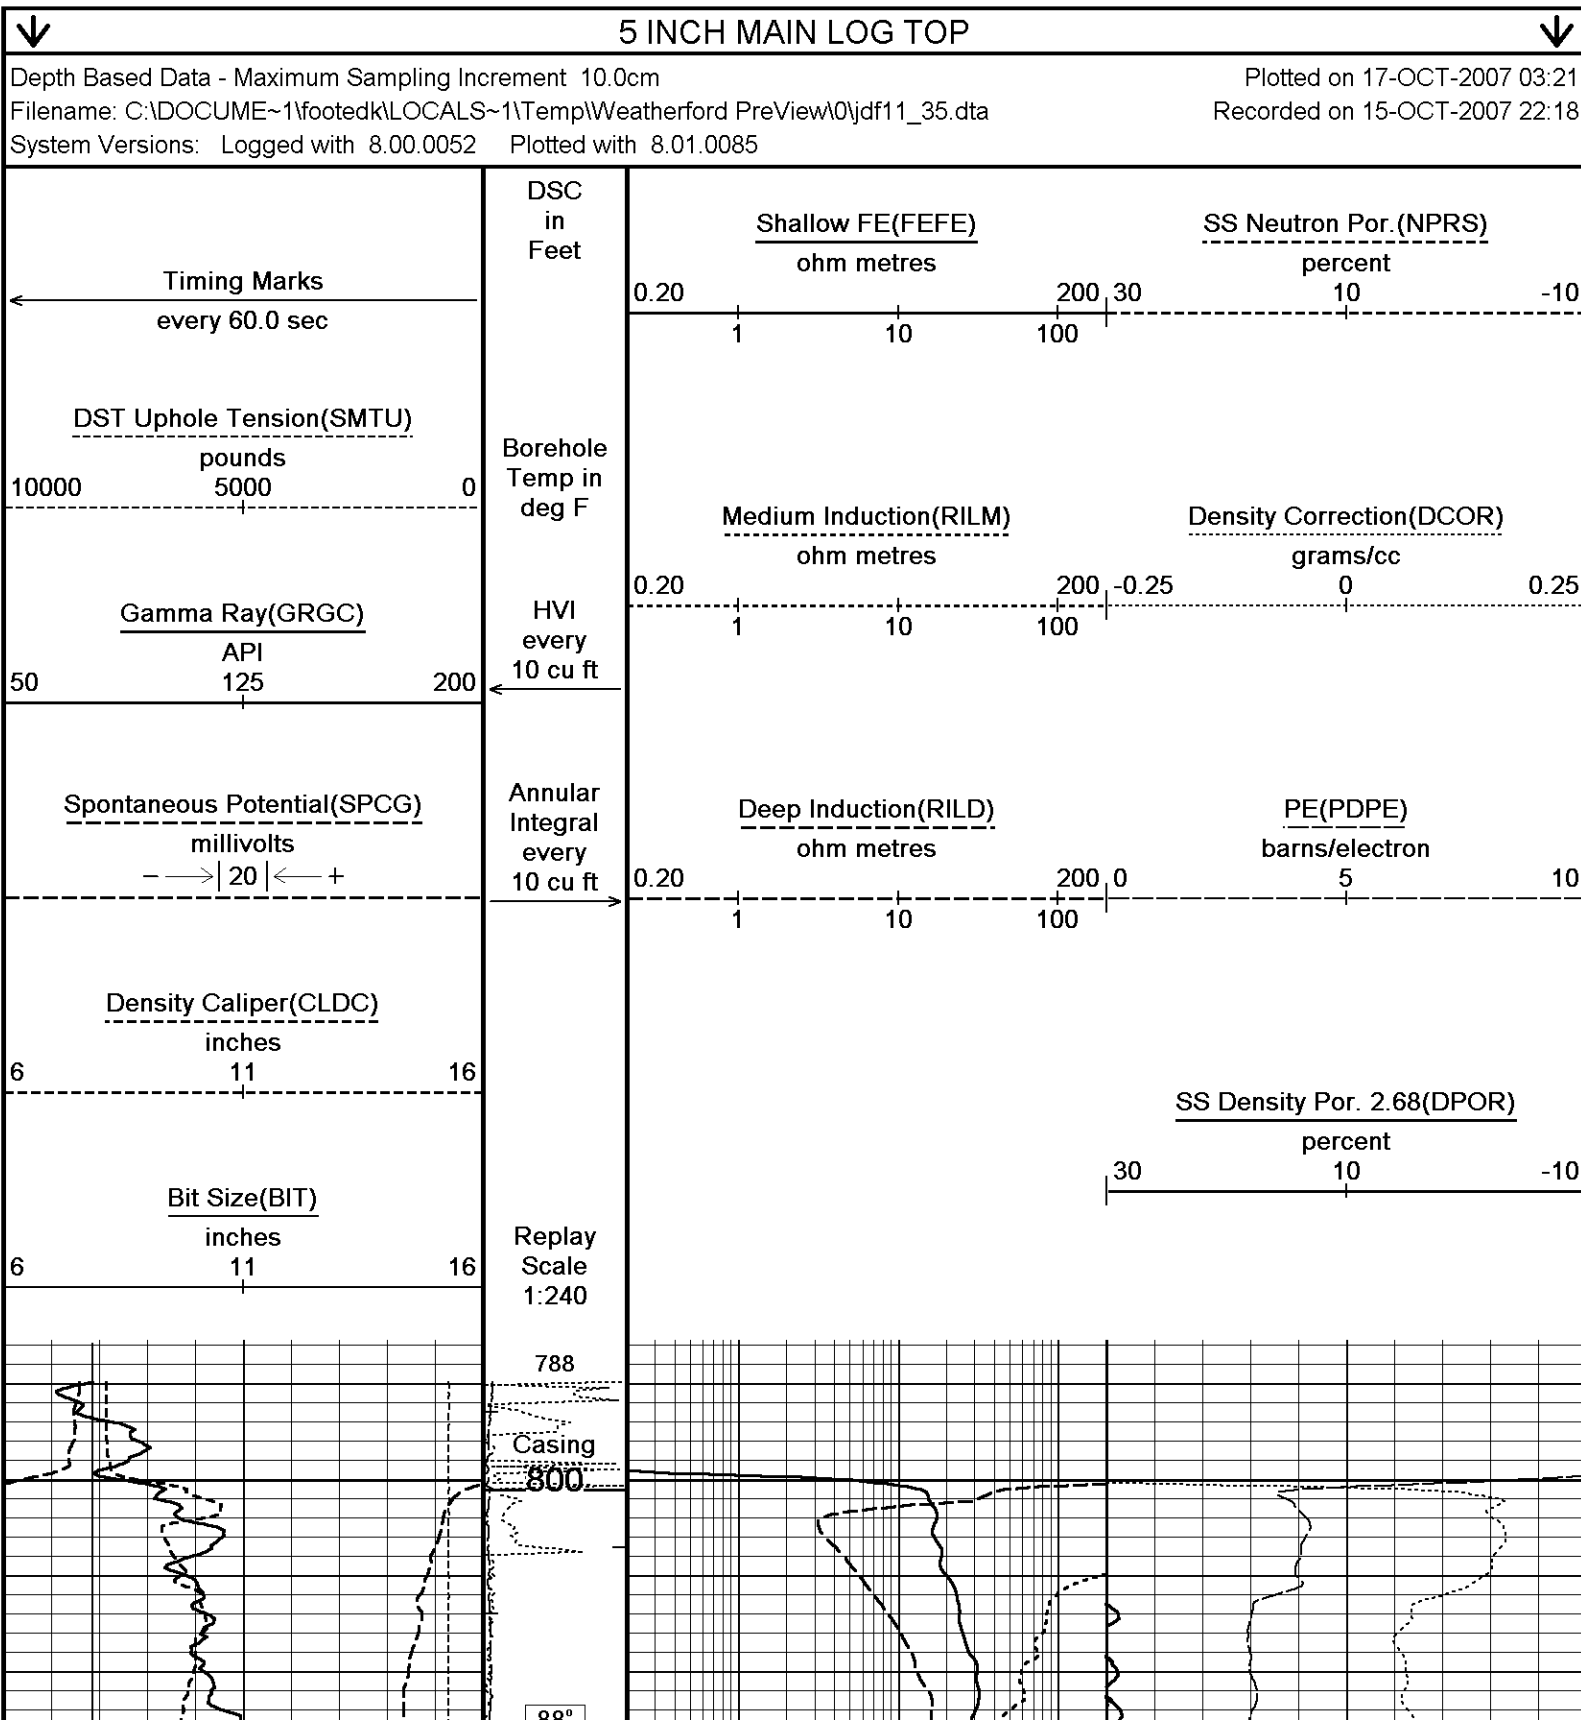 5 INCH MAIN LOG TOP
Depth Based Data - Maximum Sampling Increment 10.0cm Plotted on 17-OCT-2007 03:21
Filename: C:\DOCUME~1\footedk\LOCALS~1\Temp\Weatherford PreView\0\jdf11_35.dta Recorded on 15-OCT-2007 22:18
System Versions: Logged with 8.00.0052 Plotted with 8.01.0085
Timing Marks
every 60.0 sec
DST Uphole Tension(SMTU)
pounds
10000 5000 0
Gamma Ray(GRGC)
API
50 125 200
Spontaneous Potential(SPCG)
millivolts
− →| 20 |← +
Density Caliper(CLDC)
inches
6 11 16
Bit Size(BIT)
inches
6 11 16
DSC
in
Feet
Borehole
Temp in
deg F
HVI
every
10 cu ft
Annular
Integral
every
10 cu ft
Replay
Scale
1:240
Shallow FE(FEFE)
ohm metres
0.20 200
1 10 100
Medium Induction(RILM)
ohm metres
0.20 200
1 10 100
Deep Induction(RILD)
ohm metres
0.20 200
1 10 100
SS Neutron Por.(NPRS)
percent
30 10 -10
Density Correction(DCOR)
grams/cc
-0.25 0 0.25
PE(PDPE)
barns/electron
0 5 10
SS Density Por. 2.68(DPOR)
percent
30 10 -10
788
Casing
800
88°